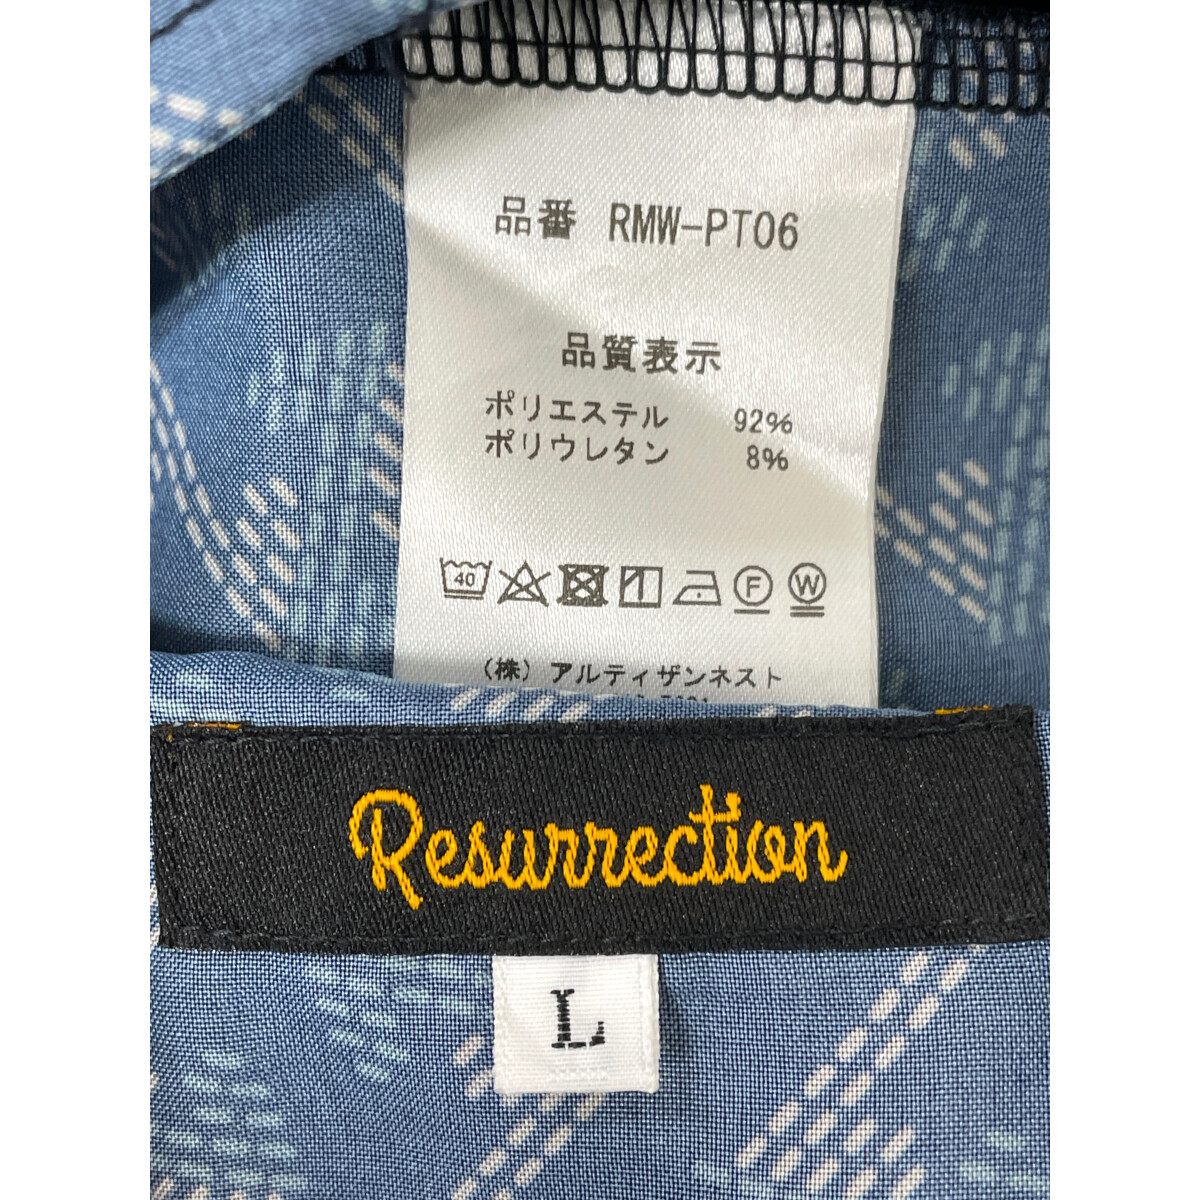 品番 RMW-PT06
品質表示
ポリエステル 92%
ポリウレタン 8%
40 F W
(株)アルティザンネスト
Resurrection
L